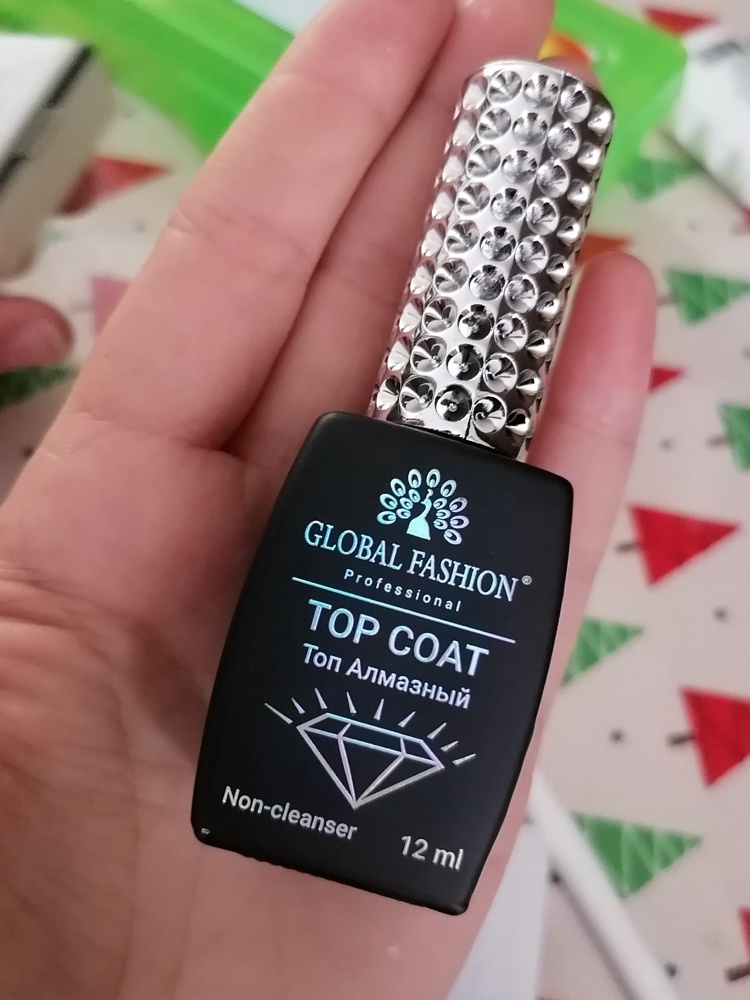 GLOBAL FASHION®
Professional
TOP COAT
Топ Алмазный
Non-cleanser
12 ml